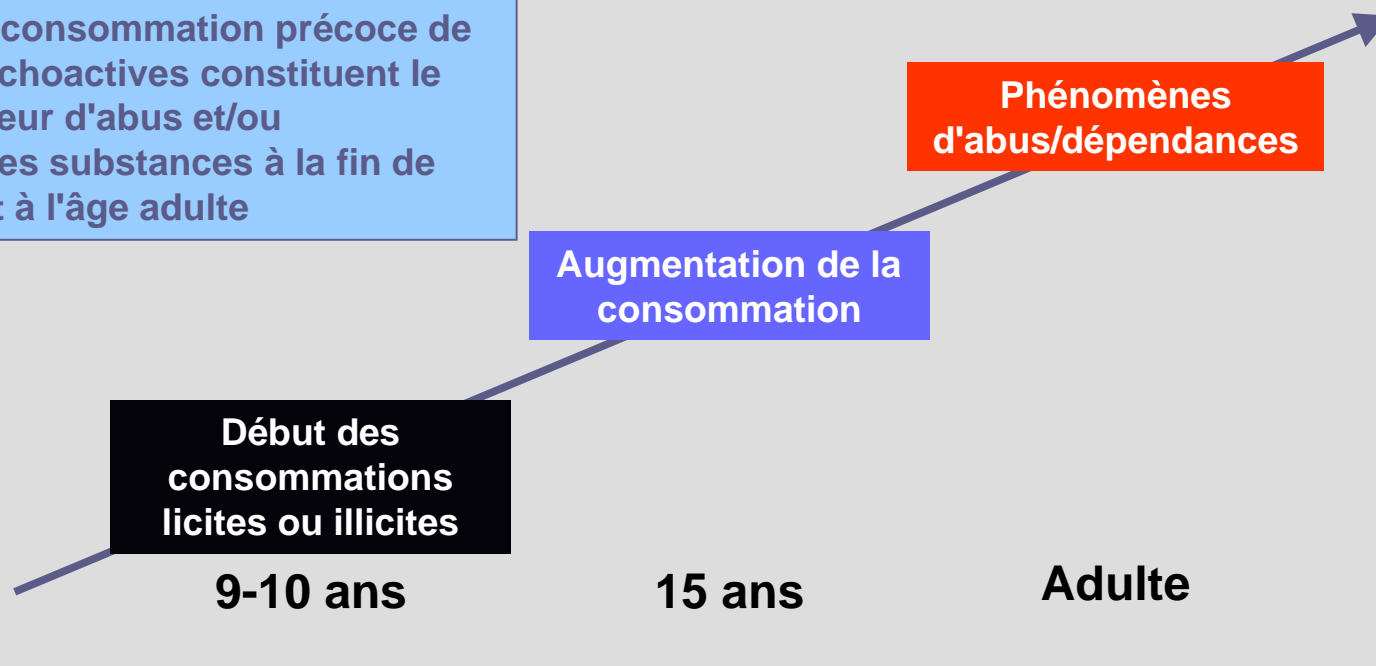 consommation précoce de
choactives constituent le
eur d'abus et/ou
es substances à la fin de
à l'âge adulte
Phénomènes
d'abus/dépendances
Augmentation de la
consommation
Début des
consommations
licites ou illicites
9-10 ans
15 ans
Adulte